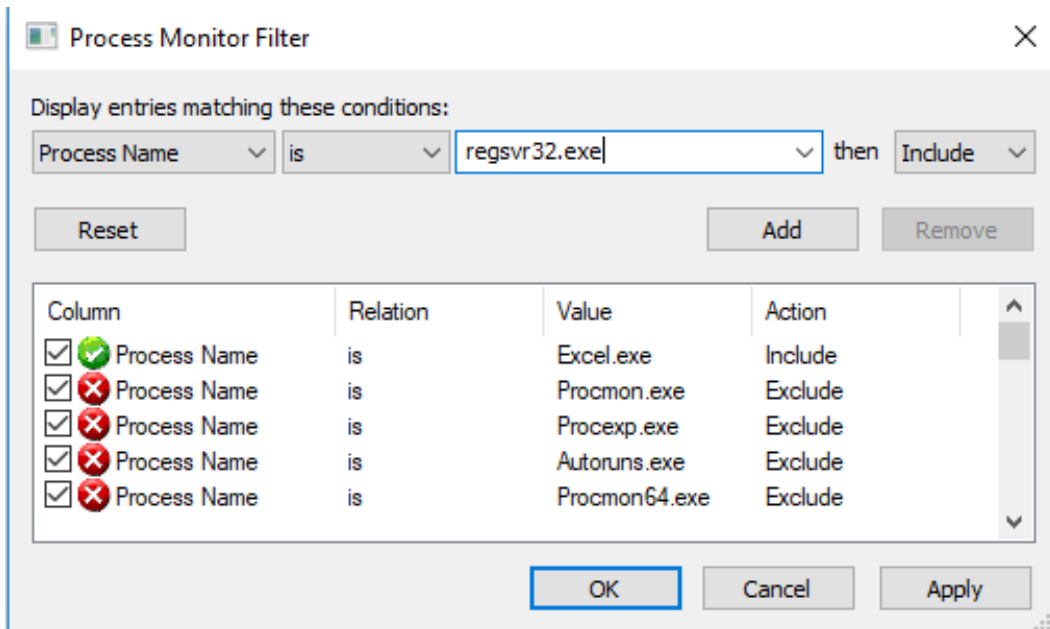 Process Monitor Filter
Display entries matching these conditions:
Process Name is regsvr32.exe then Include
Reset Add Remove
Column Relation Value Action
Process Name is Excel.exe Include
Process Name is Procmon.exe Exclude
Process Name is Procexp.exe Exclude
Process Name is Autoruns.exe Exclude
Process Name is Procmon64.exe Exclude
OK Cancel Apply